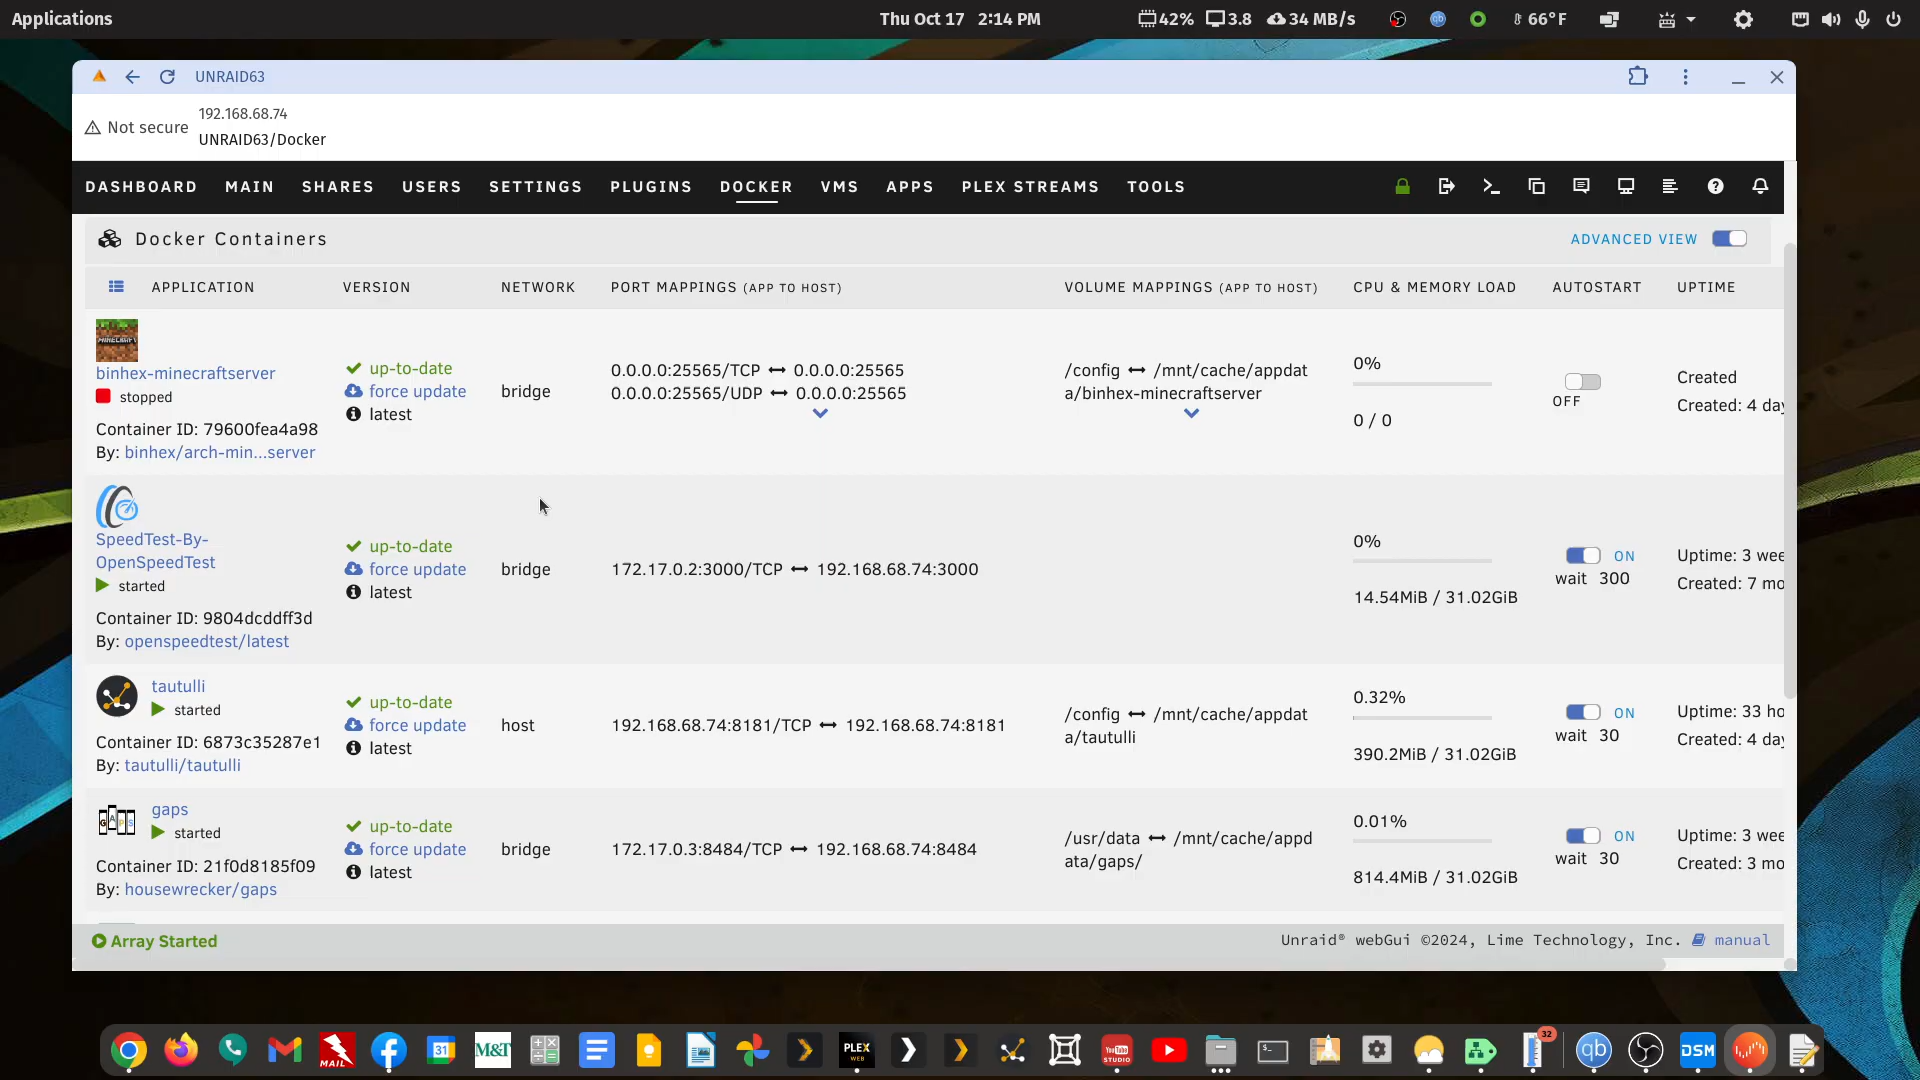 Applications
Thu Oct 17 2:14 PM
42% 3.8 34 MB/s 66°F
UNRAID63
Not secure
192.168.68.74
UNRAID63/Docker
DASHBOARD MAIN SHARES USERS SETTINGS PLUGINS DOCKER VMS APPS PLEX STREAMS TOOLS
Docker Containers
ADVANCED VIEW
APPLICATION VERSION NETWORK PORT MAPPINGS (APP TO HOST) VOLUME MAPPINGS (APP TO HOST) CPU & MEMORY LOAD AUTOSTART UPTIME
MINECRAFT
binhex-minecraftserver
stopped
Container ID: 79600fea4a98
By: binhex/arch-min...server
up-to-date
force update
latest
bridge
0.0.0.0:25565/TCP ↔ 0.0.0.0:25565
0.0.0.0:25565/UDP ↔ 0.0.0.0:25565
/config ↔ /mnt/cache/appdat
a/binhex-minecraftserver
0%
0 / 0
OFF
Created
Created: 4 day
SpeedTest-By-
OpenSpeedTest
started
Container ID: 9804dcddff3d
By: openspeedtest/latest
up-to-date
force update
latest
bridge
172.17.0.2:3000/TCP ↔ 192.168.68.74:3000
0%
14.54MiB / 31.02GiB
ON
wait 300
Uptime: 3 wee
Created: 7 mo
tautulli
started
Container ID: 6873c35287e1
By: tautulli/tautulli
up-to-date
force update
latest
host
192.168.68.74:8181/TCP ↔ 192.168.68.74:8181
/config ↔ /mnt/cache/appdat
a/tautulli
0.32%
390.2MiB / 31.02GiB
ON
wait 30
Uptime: 33 ho
Created: 4 day
GAPS
gaps
started
Container ID: 21f0d8185f09
By: housewrecker/gaps
up-to-date
force update
latest
bridge
172.17.0.3:8484/TCP ↔ 192.168.68.74:8484
/usr/data ↔ /mnt/cache/appd
ata/gaps/
0.01%
814.4MiB / 31.02GiB
ON
wait 30
Uptime: 3 wee
Created: 3 mo
Array Started
Unraid® webGui ©2024, Lime Technology, Inc. manual
MAIL
31
M&T
PLEX
WEB
YouTube
STUDIO
32
qb
DSM